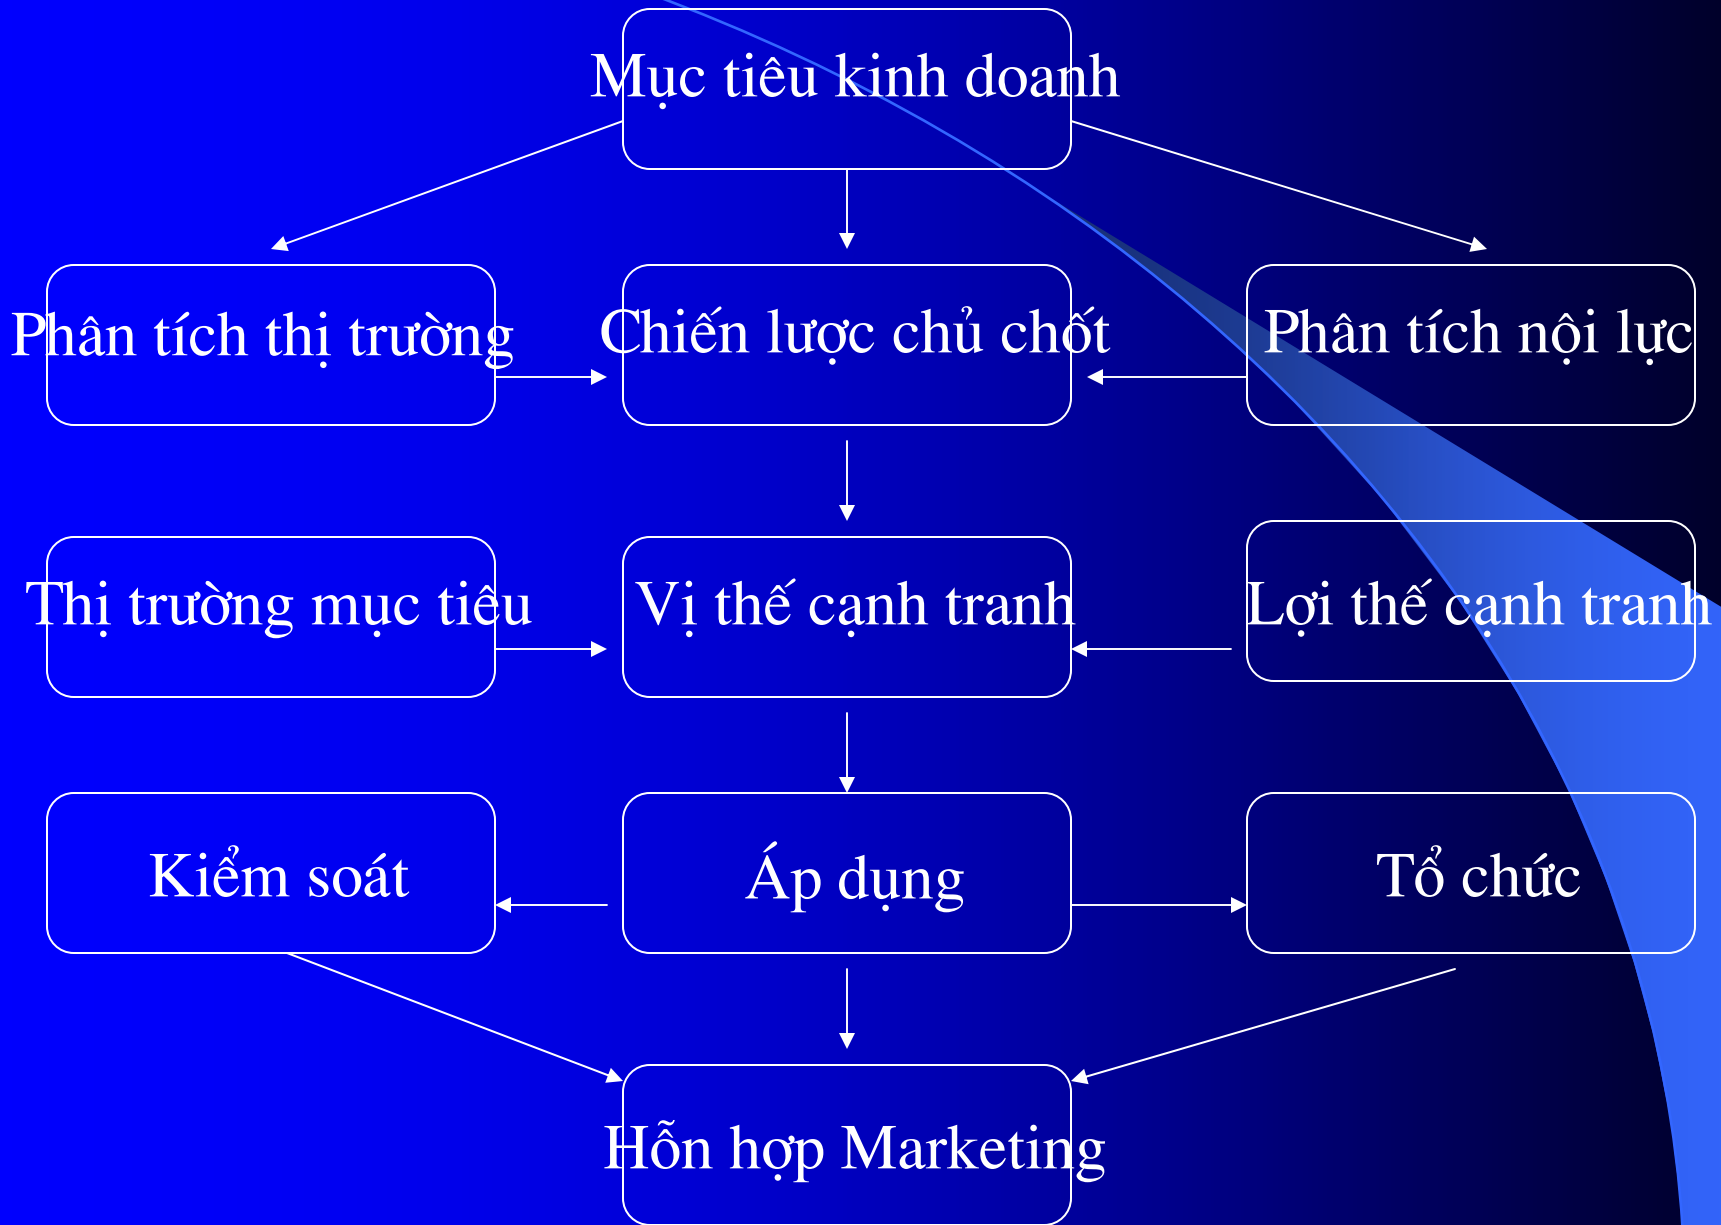 Mục tiêu kinh doanh
Phân tích thị trường
Chiến lược chủ chốt
Phân tích nội lực
Thị trường mục tiêu
Vị thế cạnh tranh
Lợi thế cạnh tranh
Kiểm soát
Áp dụng
Tổ chức
Hỗn hợp Marketing